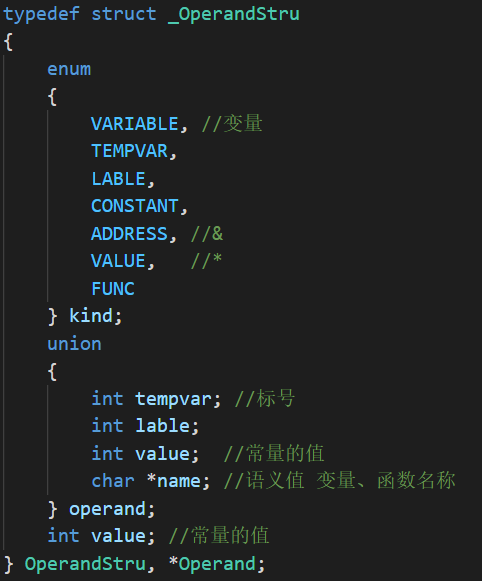 typedef struct _OperandStru
{
    enum
    {
        VARIABLE, //变量
        TEMPVAR,
        LABLE,
        CONSTANT,
        ADDRESS, //&
        VALUE,   //*
        FUNC
    } kind;
    union
    {
        int tempvar; //标号
        int lable;
        int value;  //常量的值
        char *name; //语义值 变量、函数名称
    } operand;
    int value; //常量的值
} OperandStru, *Operand;